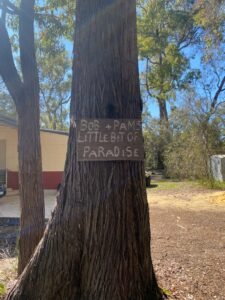 BOB + PAM'S
LITTLE BIT OF
PARADISE